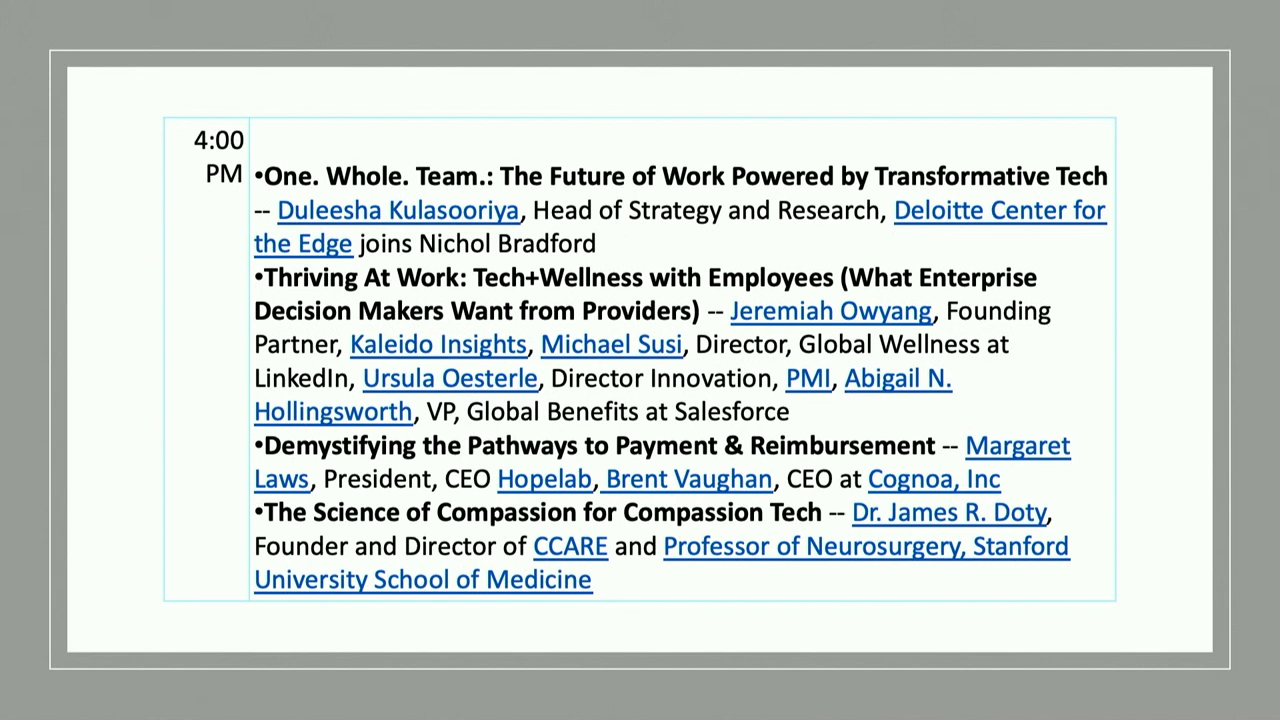 4:00
PM
•One. Whole. Team.: The Future of Work Powered by Transformative Tech
-- Duleesha Kulasooriya, Head of Strategy and Research, Deloitte Center for
the Edge joins Nichol Bradford
•Thriving At Work: Tech+Wellness with Employees (What Enterprise
Decision Makers Want from Providers) -- Jeremiah Owyang, Founding
Partner, Kaleido Insights, Michael Susi, Director, Global Wellness at
LinkedIn, Ursula Oesterle, Director Innovation, PMI, Abigail N.
Hollingsworth, VP, Global Benefits at Salesforce
•Demystifying the Pathways to Payment & Reimbursement -- Margaret
Laws, President, CEO Hopelab, Brent Vaughan, CEO at Cognoa, Inc
•The Science of Compassion for Compassion Tech -- Dr. James R. Doty,
Founder and Director of CCARE and Professor of Neurosurgery, Stanford
University School of Medicine